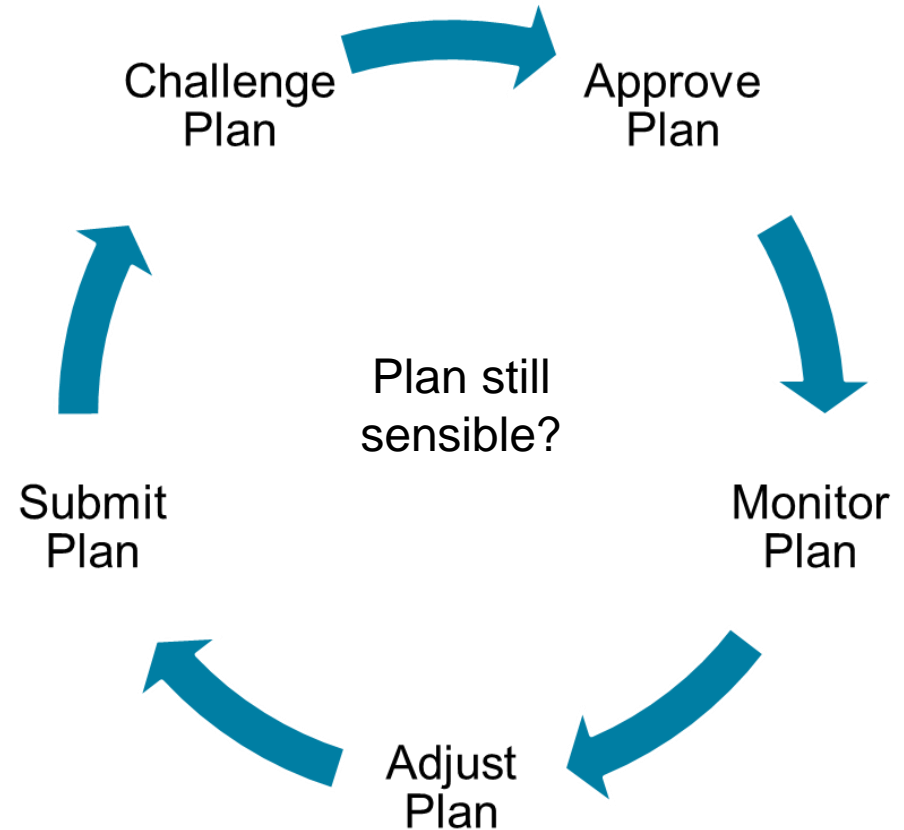 Challenge
Plan
Approve
Plan
Plan still
sensible?
Submit
Plan
Monitor
Plan
Adjust
Plan